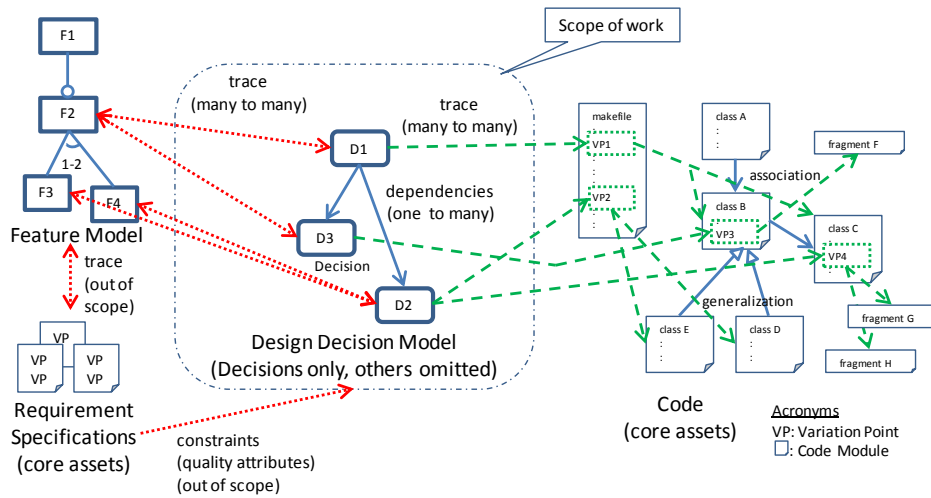 F1
F2
1-2
F3
F4
Feature Model
trace
(out of
scope)
VP
VP
VP
VP
VP
Requirement
Specifications
(core assets)
trace
(many to many)
Scope of work
trace
(many to many)
D1
dependencies
(one to many)
D3
Decision
D2
Design Decision Model
(Decisions only, others omitted)
constraints
(quality attributes)
(out of scope)
makefile
:
VP1
:
:
VP2
:
:
class A
:
:
fragment F
association
class B
:
VP3
:
class C
:
VP4
:
generalization
class E
:
:
:
class D
:
:
:
fragment G
fragment H
Code
(core assets)
Acronyms
VP: Variation Point
: Code Module